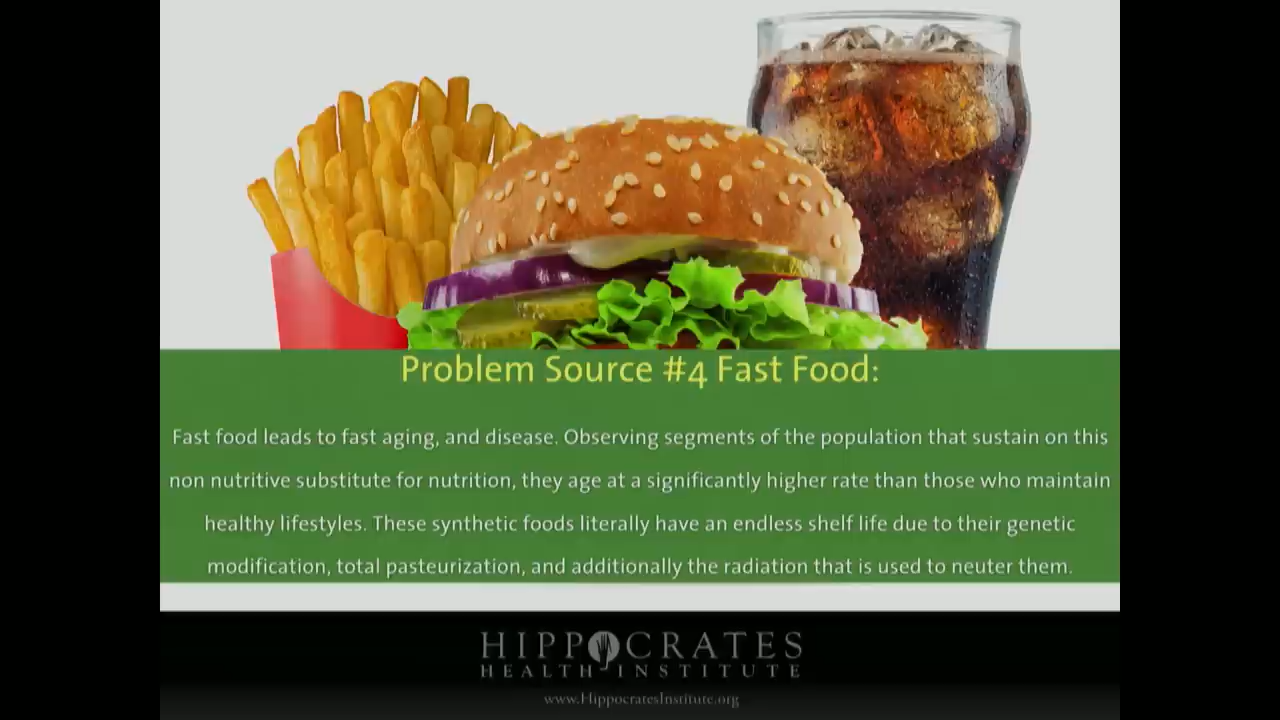 Problem Source #4 Fast Food:
Fast food leads to fast aging, and disease. Observing segments of the population that sustain on this
non nutritive substitute for nutrition, they age at a significantly higher rate than those who maintain
healthy lifestyles. These synthetic foods literally have an endless shelf life due to their genetic
modification, total pasteurization, and additionally the radiation that is used to neuter them.
HIPPOCRATES
HEALTH INSTITUTE
www.HippocratesInstitute.org